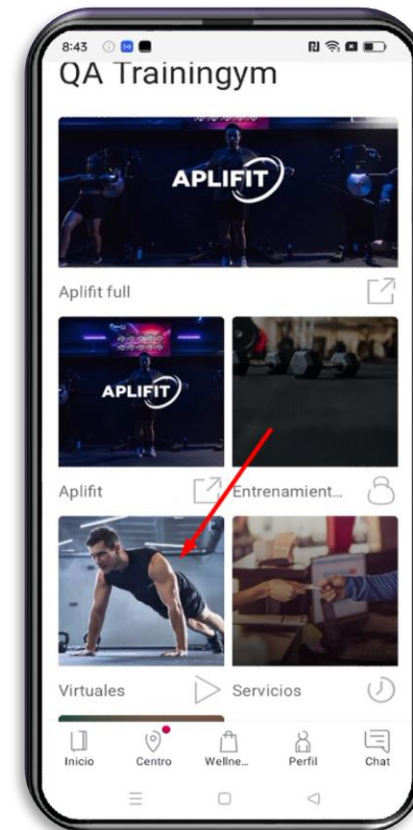 8:43
QA Trainingym
APLIFIT
Aplifit full
APLIFIT
Aplifit
Entrenamient...
Virtuales
Servicios
Inicio
Centro
Wellne...
Perfil
Chat